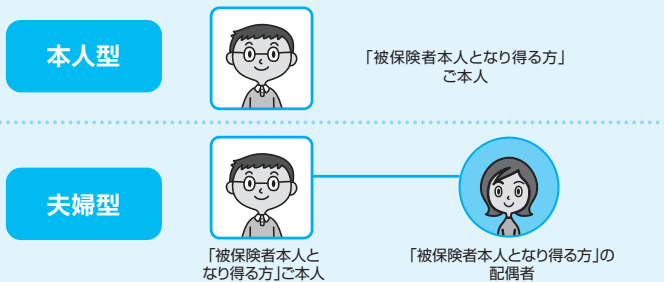 本人型
「被保険者本人となり得る方」
ご本人
夫婦型
「被保険者本人と
なり得る方」ご本人
「被保険者本人となり得る方」の
配偶者